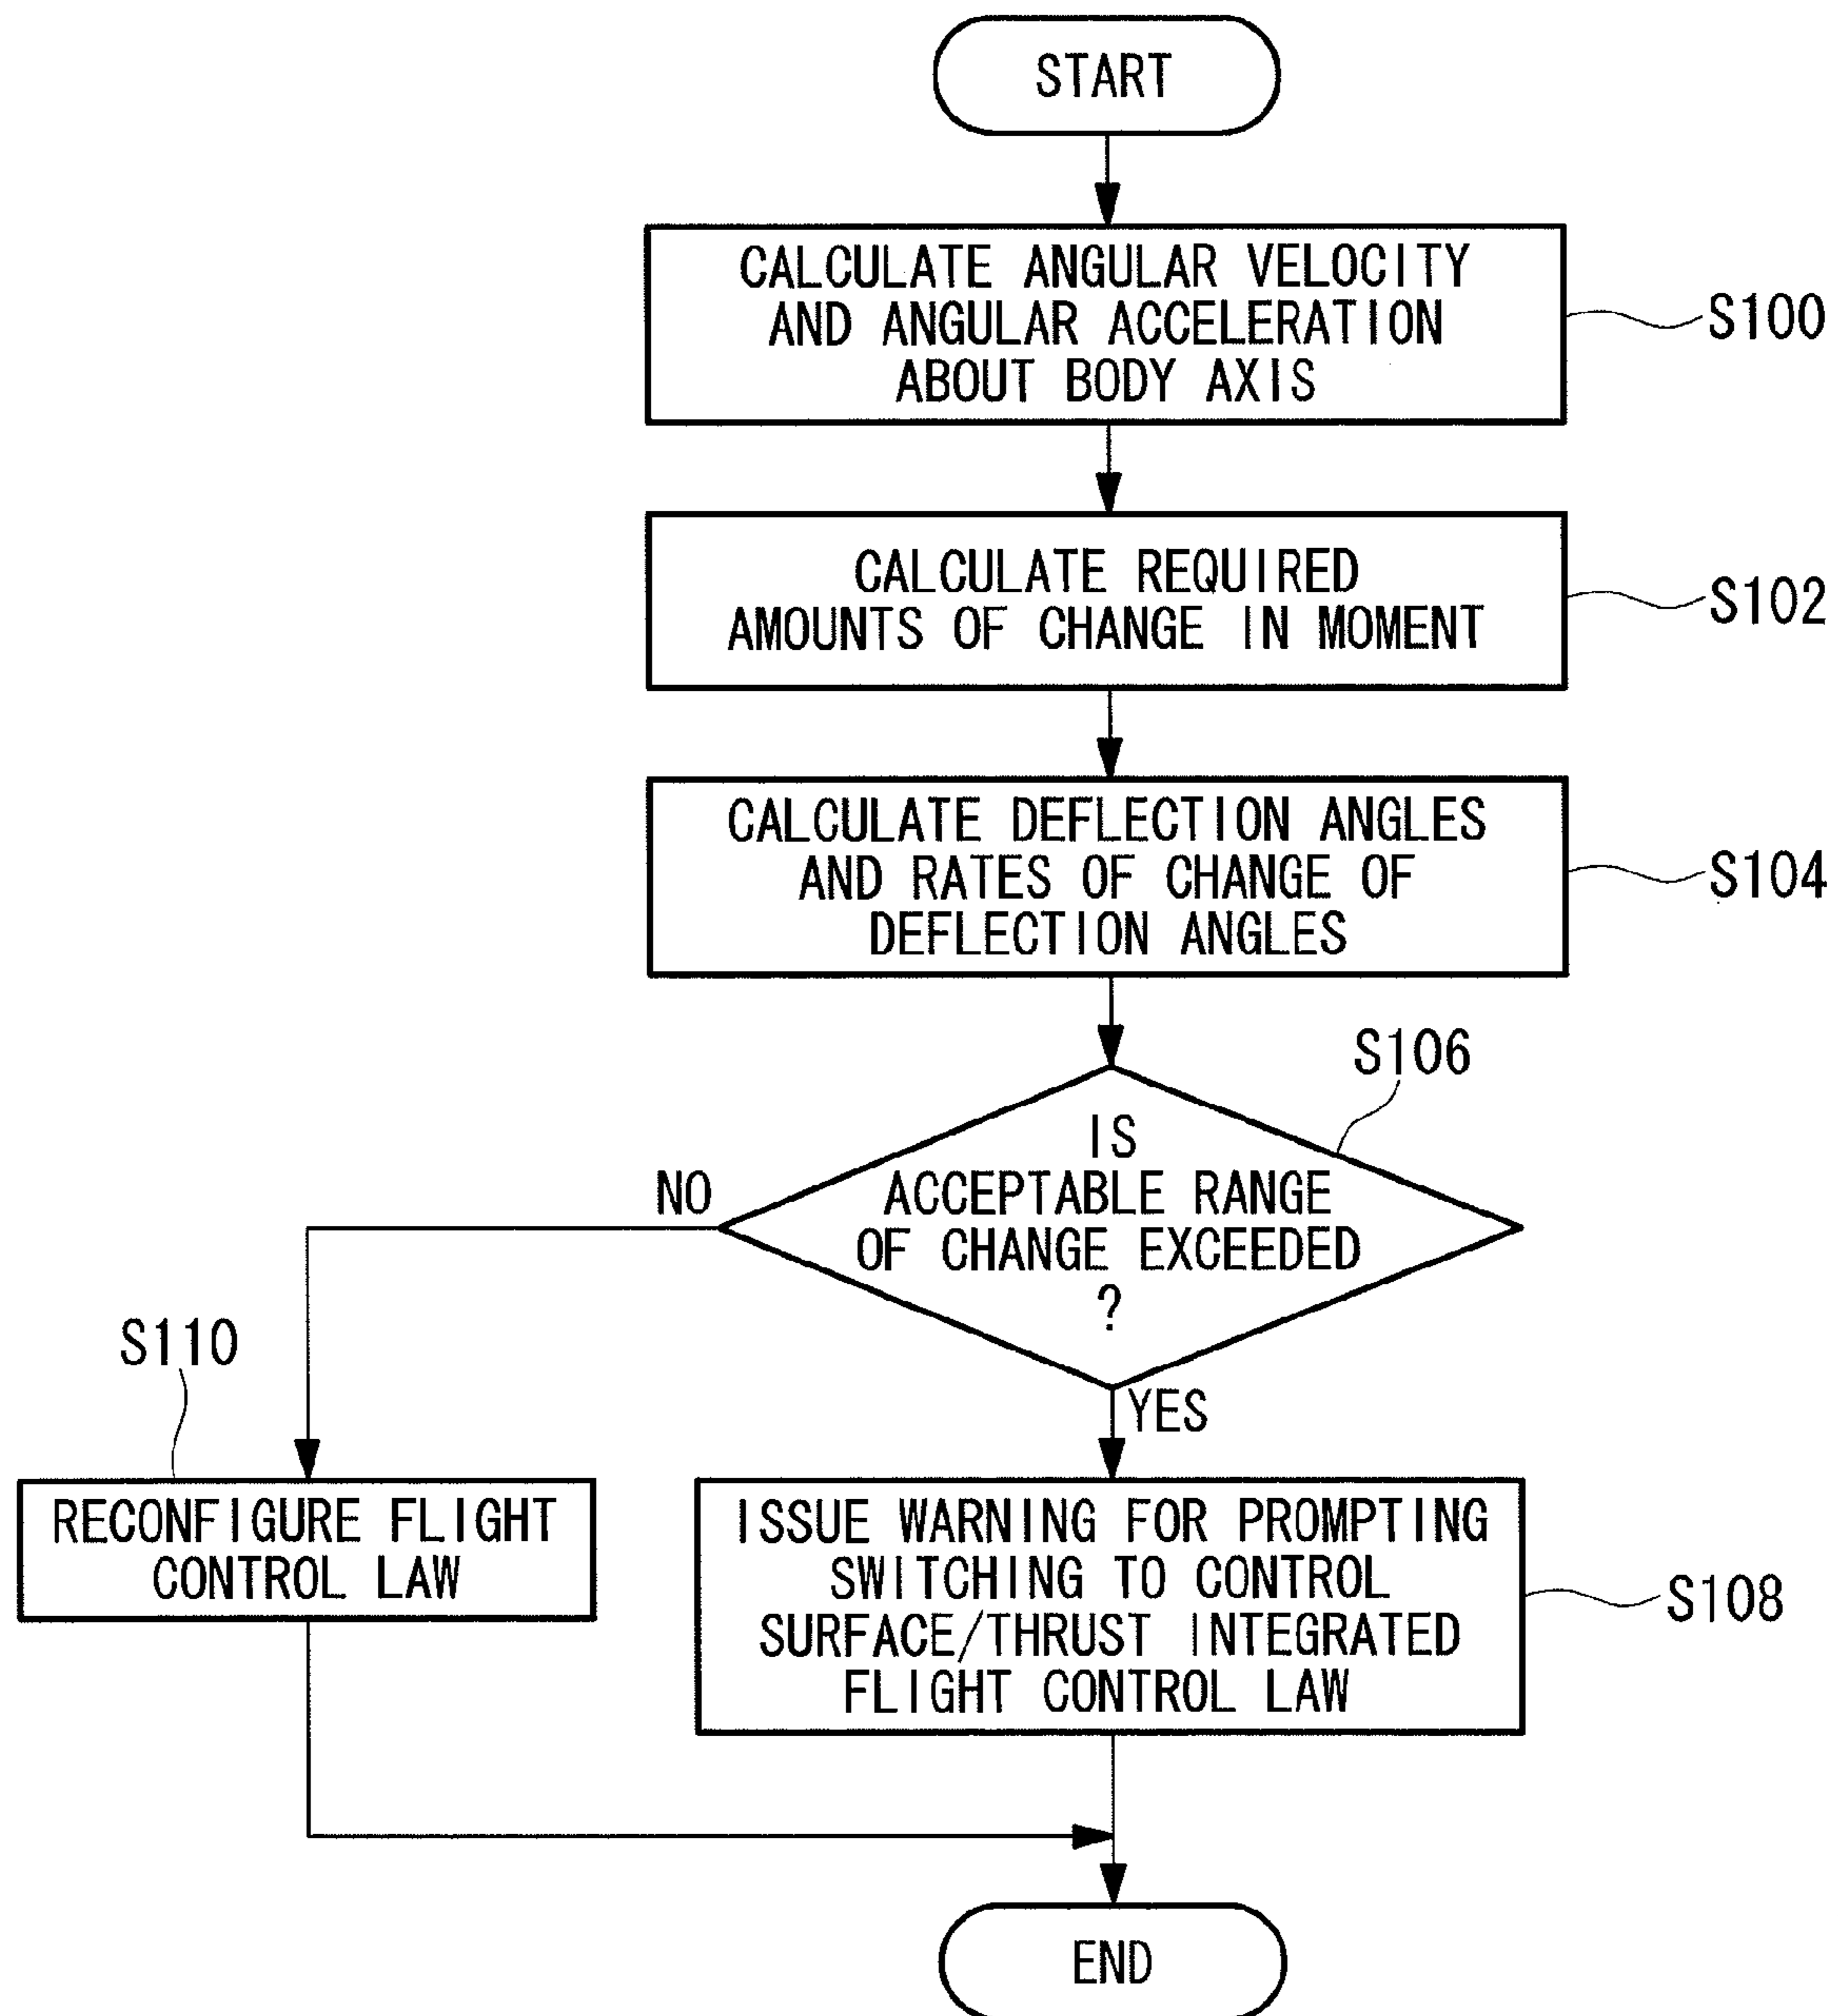 START
CALCULATE ANGULAR VELOCITY
AND ANGULAR ACCELERATION
ABOUT BODY AXIS
S100
CALCULATE REQUIRED
AMOUNTS OF CHANGE IN MOMENT
S102
CALCULATE DEFLECTION ANGLES
AND RATES OF CHANGE OF
DEFLECTION ANGLES
S104
S106
IS
ACCEPTABLE RANGE
OF CHANGE EXCEEDED
?
NO
YES
S110
RECONFIGURE FLIGHT
CONTROL LAW
ISSUE WARNING FOR PROMPTING
SWITCHING TO CONTROL
SURFACE/THRUST INTEGRATED
FLIGHT CONTROL LAW
S108
END